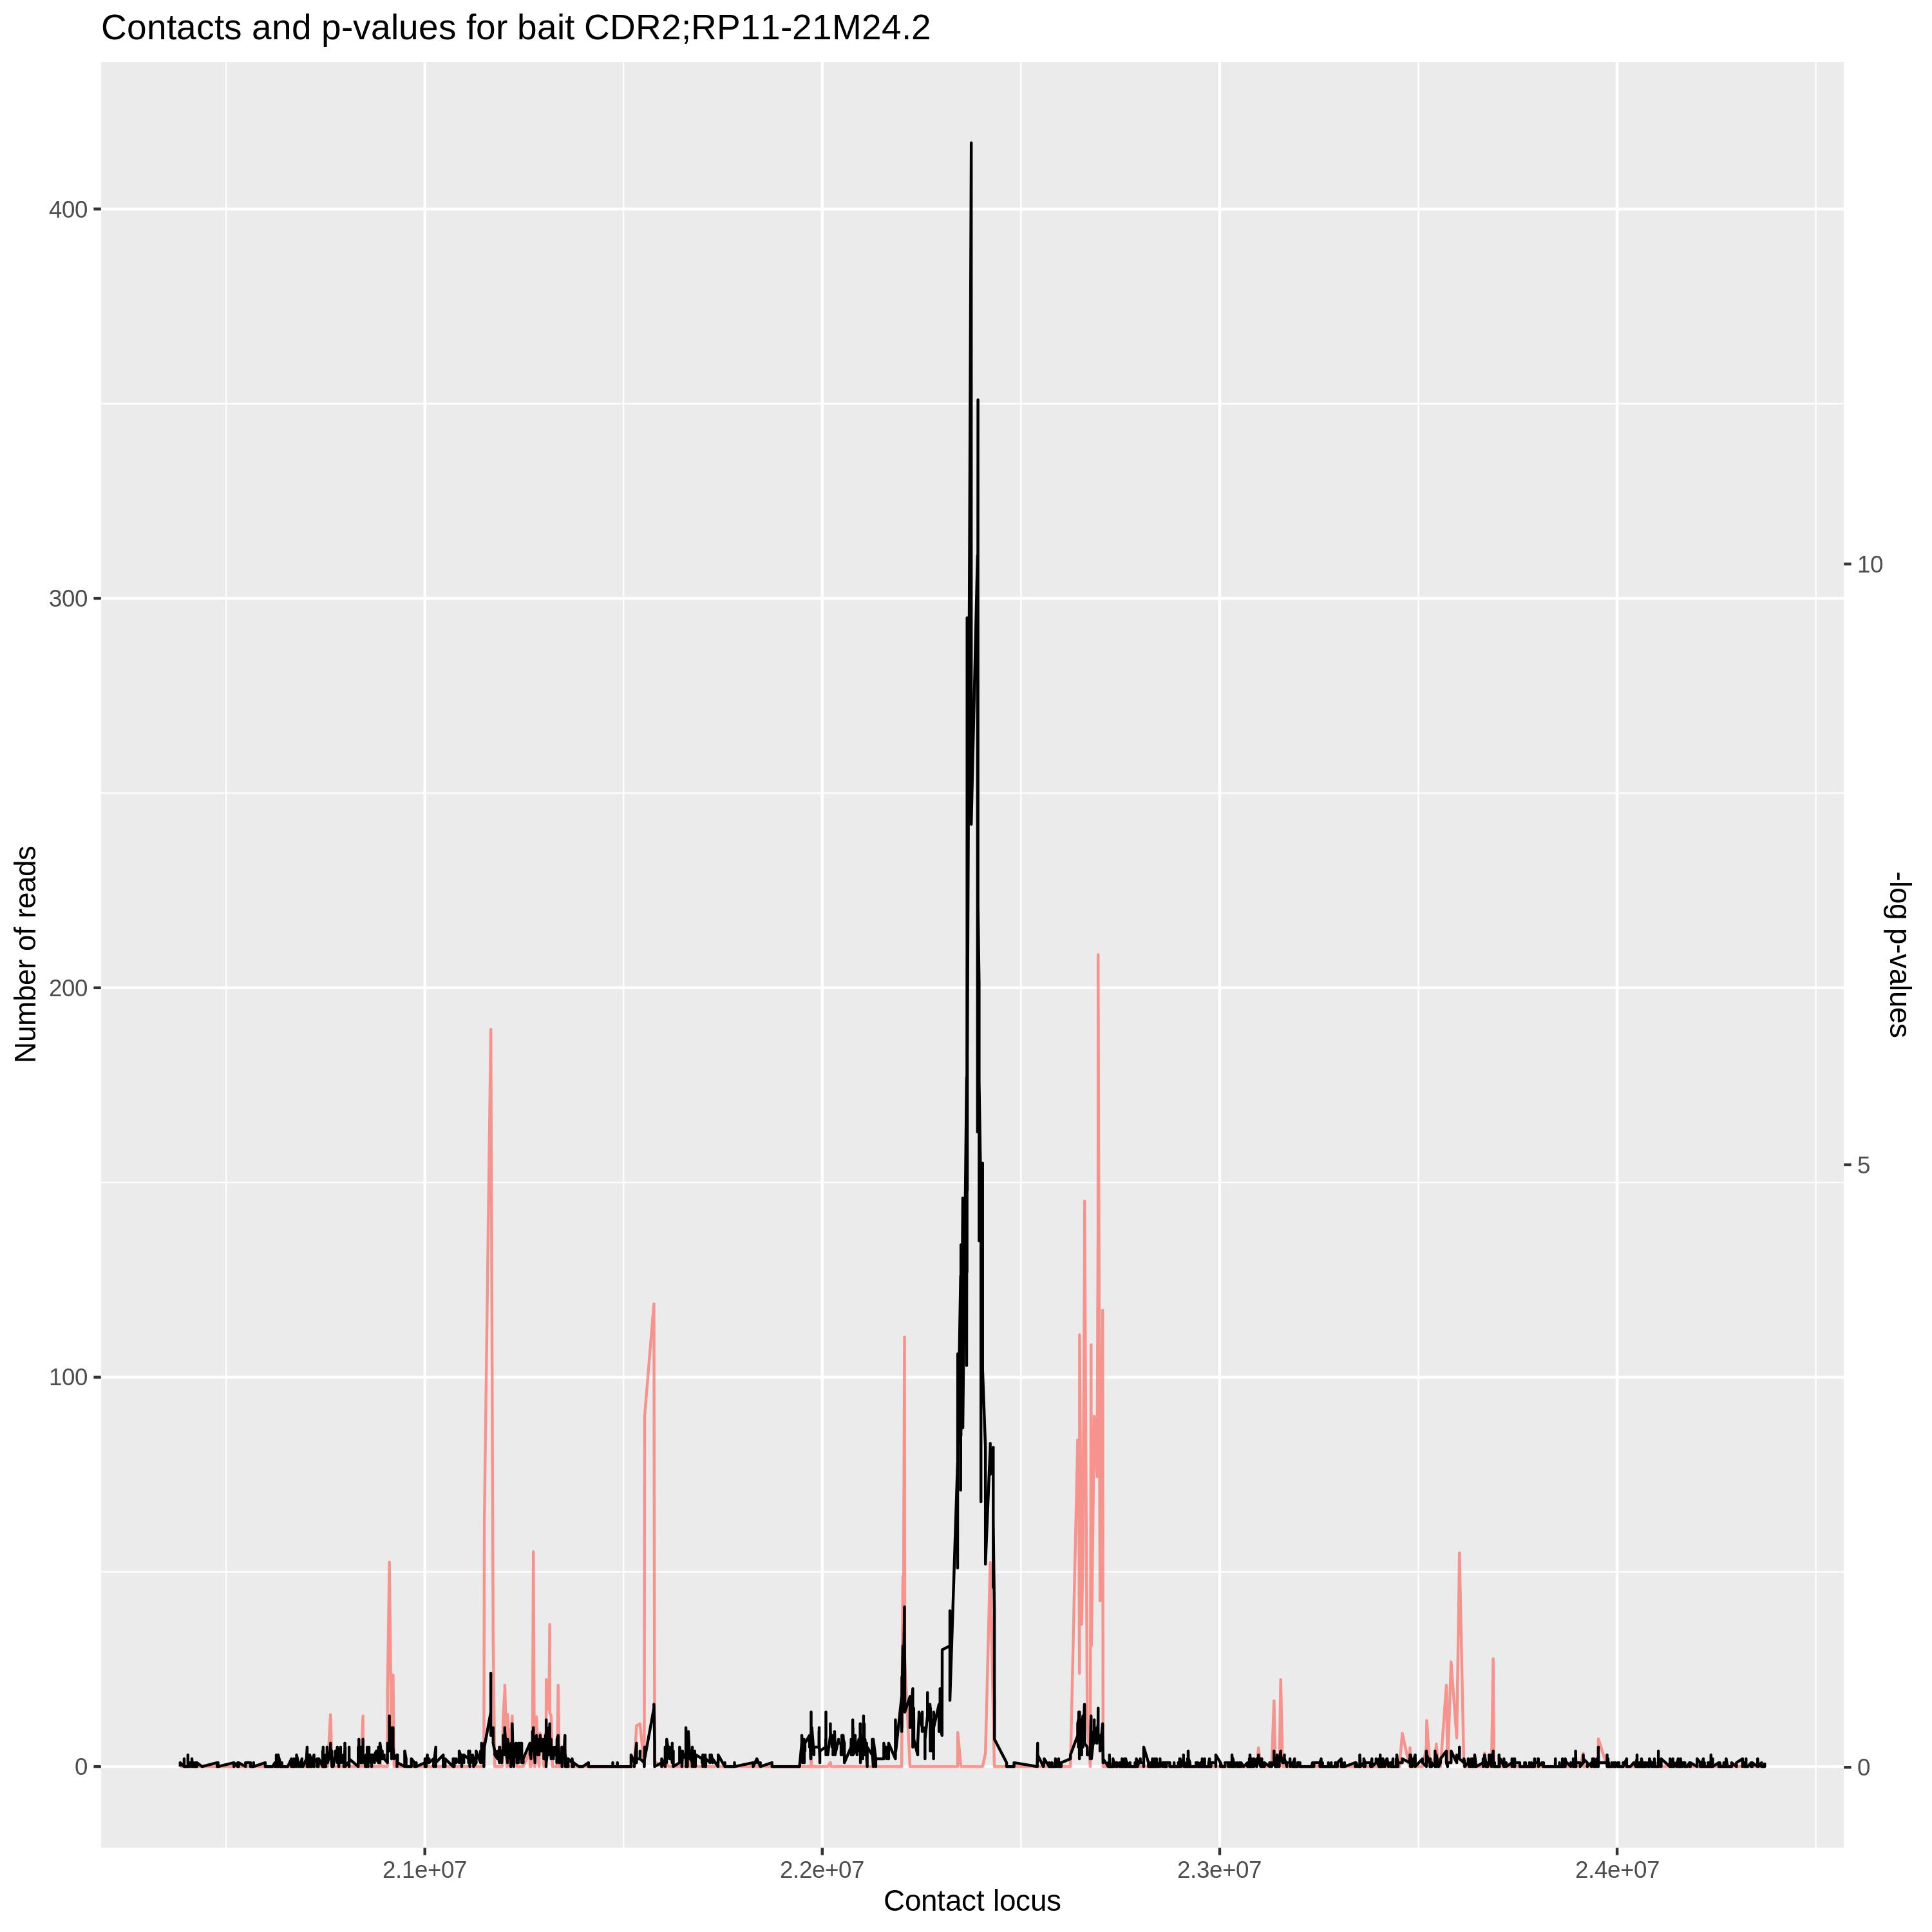 Contacts and p-values for bait CDR2;RP11-21M24.2
400
300
200
100
0
10
5
0
Number of reads
-log p-values
2.1e+07
2.2e+07
2.3e+07
2.4e+07
Contact locus